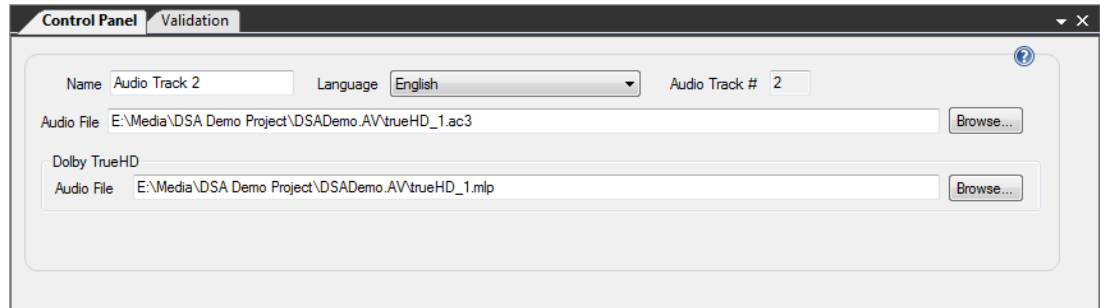 Control Panel Validation
Name Audio Track 2 Language English Audio Track # 2
Audio File E:\Media\DSA Demo Project\DSADemo.AV\trueHD_1.ac3 Browse...
Dolby TrueHD
Audio File E:\Media\DSA Demo Project\DSADemo.AV\trueHD_1.mlp Browse...